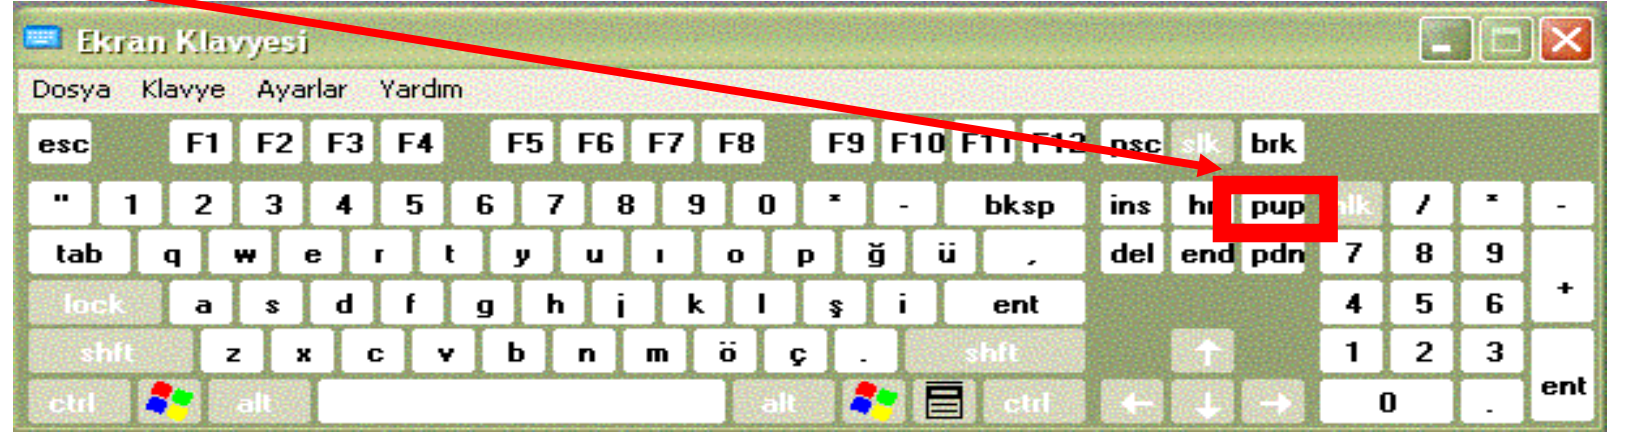 Ekran Klavyesi
Dosya Klavye Ayarlar Yardım
esc F1 F2 F3 F4 F5 F6 F7 F8 F9 F10 F11 F12 psc slk brk
" 1 2 3 4 5 6 7 8 9 0 * - bksp ins pup / * -
tab q w e r t y u ı o p ğ ü , del end pdn 7 8 9 +
lock a s d f g h j k l ş i ent 4 5 6
shft z x c v b n m ö ç . shft ↑ 1 2 3 ent
ctrl alt alt ctrl ← ↓ → 0 .